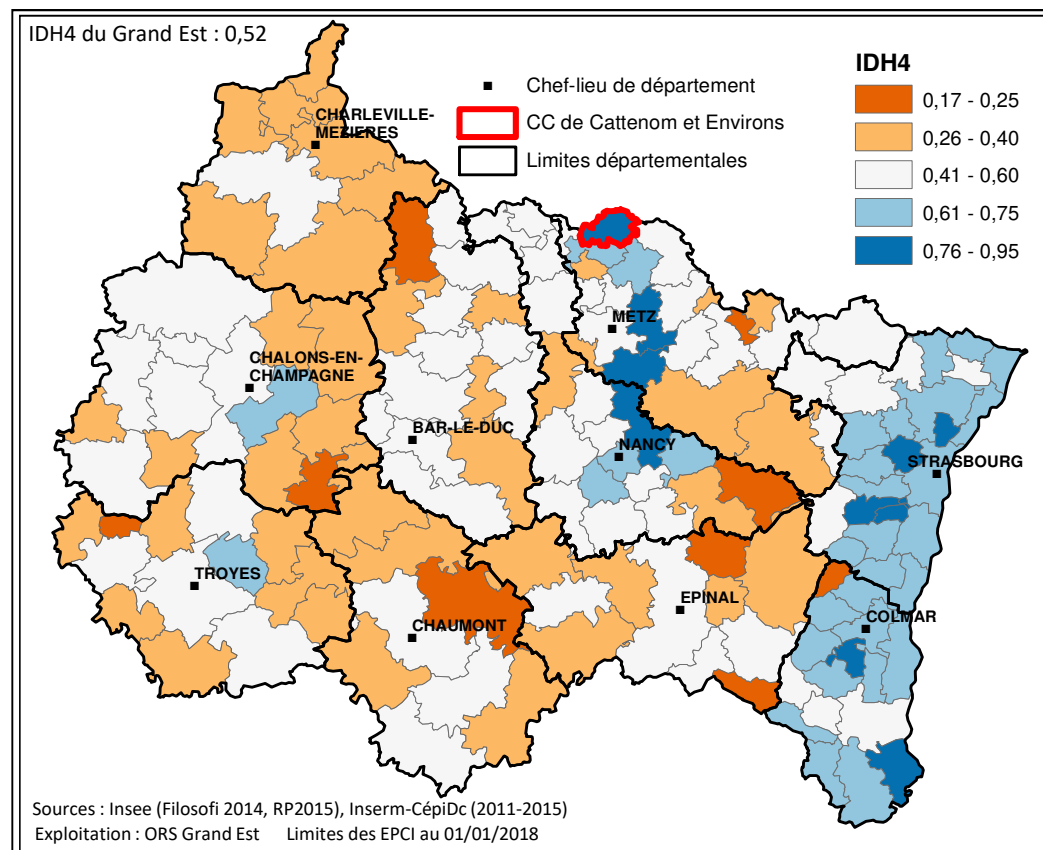 IDH4 du Grand Est : 0,52
IDH4
Chef-lieu de département
CC de Cattenom et Environs
Limites départementales
0,17 - 0,25
0,26 - 0,40
0,41 - 0,60
0,61 - 0,75
0,76 - 0,95
CHARLEVILLE-
MEZIERES
METZ
CHALONS-EN-
CHAMPAGNE
BAR-LE-DUC
NANCY
STRASBOURG
TROYES
EPINAL
COLMAR
CHAUMONT
Sources : Insee (Filosofi 2014, RP2015), Inserm-CépiDc (2011-2015)
Exploitation : ORS Grand Est Limites des EPCI au 01/01/2018